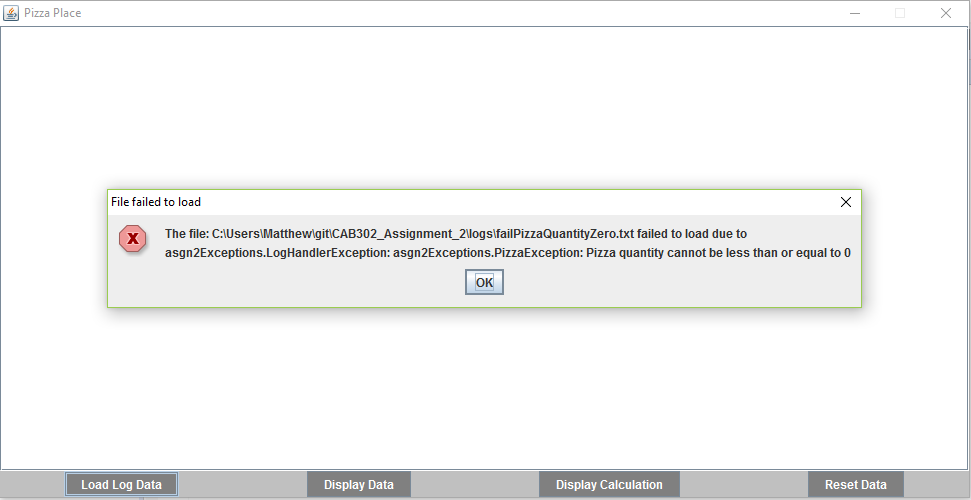 Pizza Place
File failed to load
The file: C:\Users\Matthew\git\CAB302_Assignment_2\logs\failPizzaQuantityZero.txt failed to load due to
asgn2Exceptions.LogHandlerException: asgn2Exceptions.PizzaException: Pizza quantity cannot be less than or equal to 0
OK
Load Log Data
Display Data
Display Calculation
Reset Data